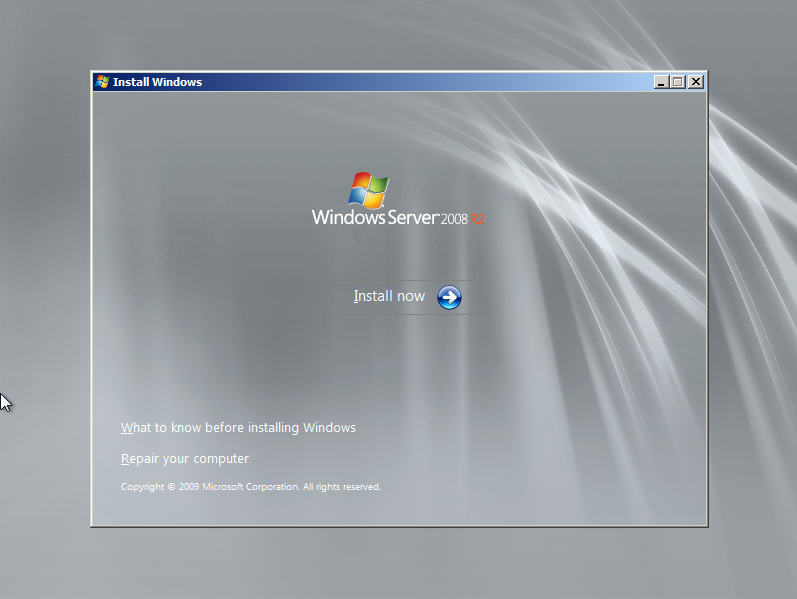 Install Windows
Windows Server 2008 R2
Install now
What to know before installing Windows
Repair your computer
Copyright © 2009 Microsoft Corporation. All rights reserved.